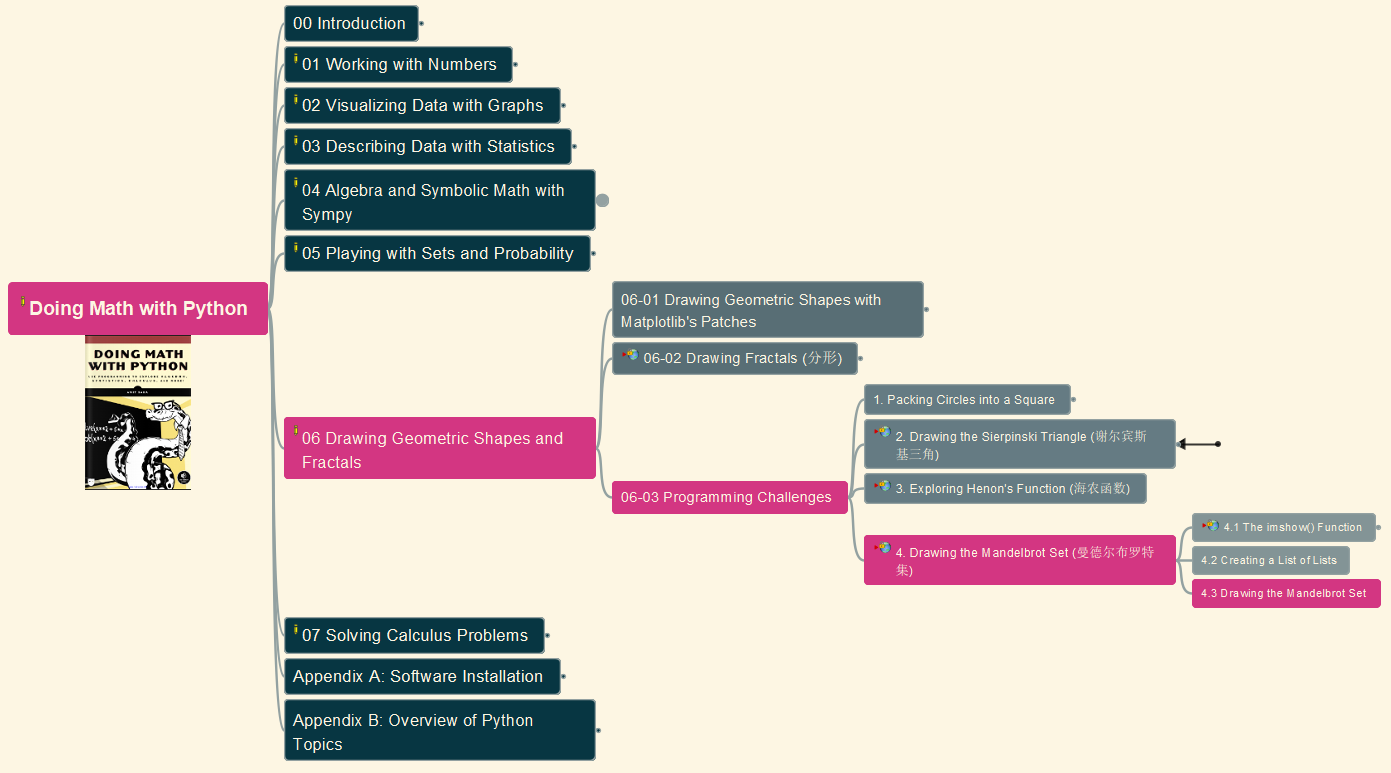 00 Introduction
01 Working with Numbers
02 Visualizing Data with Graphs
03 Describing Data with Statistics
04 Algebra and Symbolic Math with
Sympy
05 Playing with Sets and Probability
Doing Math with Python
DOING MATH
WITH PYTHON
06 Drawing Geometric Shapes and
Fractals
06-01 Drawing Geometric Shapes with
Matplotlib's Patches
06-02 Drawing Fractals (分形)
06-03 Programming Challenges
1. Packing Circles into a Square
2. Drawing the Sierpinski Triangle (谢尔宾斯
基三角)
3. Exploring Henon's Function (海农函数)
4. Drawing the Mandelbrot Set (曼德尔布罗特
集)
4.1 The imshow() Function
4.2 Creating a List of Lists
4.3 Drawing the Mandelbrot Set
07 Solving Calculus Problems
Appendix A: Software Installation
Appendix B: Overview of Python
Topics